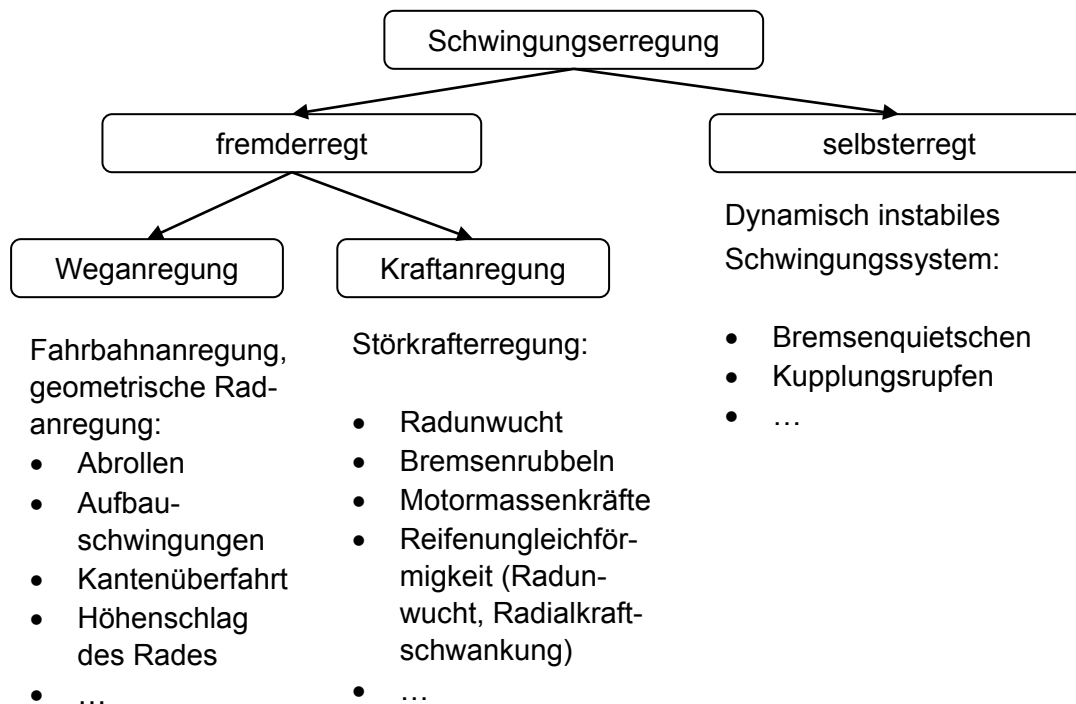 Schwingungserregung
fremderregt
selbsterregt
Weganregung
Kraftanregung
Fahrbahnanregung,
geometrische Rad-
anregung:
• Abrollen
• Aufbau-
schwingungen
• Kantenüberfahrt
• Höhenschlag
des Rades
• …
Störkrafterregung:
• Radunwucht
• Bremsenrubbeln
• Motormassenkräfte
• Reifenungleichför-
migkeit (Radun-
wucht, Radialkraft-
schwankung)
• …
Dynamisch instabiles
Schwingungssystem:
• Bremsenquietschen
• Kupplungsrupfen
• …